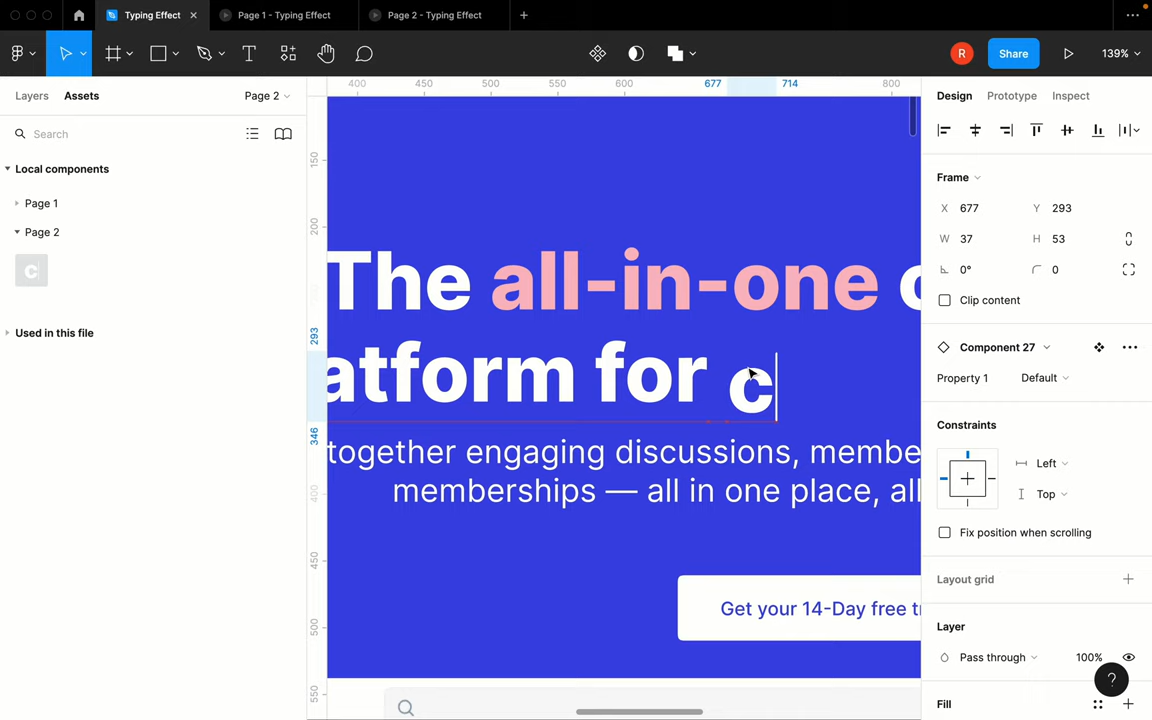 Typing Effect
Page 1 - Typing Effect
Page 2 - Typing Effect
R
Share
139%
Layers
Assets
Page 2
400
450
500
550
600
677
714
800
Design
Prototype
Inspect
Search
Local components
Page 1
Page 2
c
Used in this file
150
200
293
346
400
450
500
550
The all-in-one c
atform for c
together engaging discussions, membe
memberships — all in one place, all
Get your 14-Day free tr
Frame
X 677 Y 293
W 37 H 53
0° 0
Clip content
Component 27
Property 1 Default
Constraints
Left
Top
Fix position when scrolling
Layout grid
Layer
Pass through 100%
?
Fill